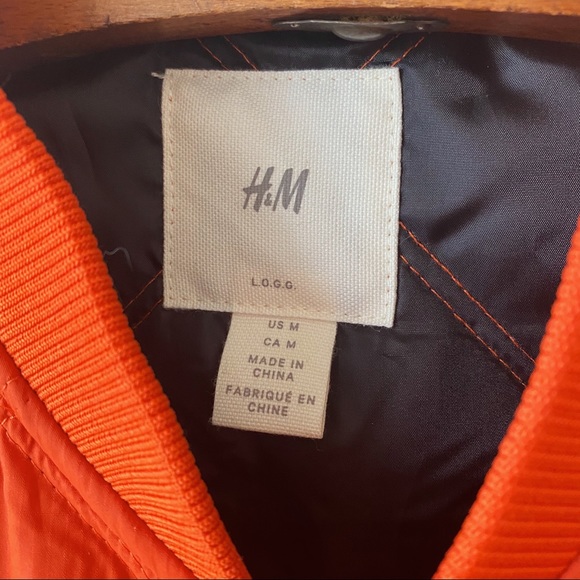 H&M
L.O.G.G.
US M
CA M
MADE IN
CHINA
FABRIQUÉ EN
CHINE